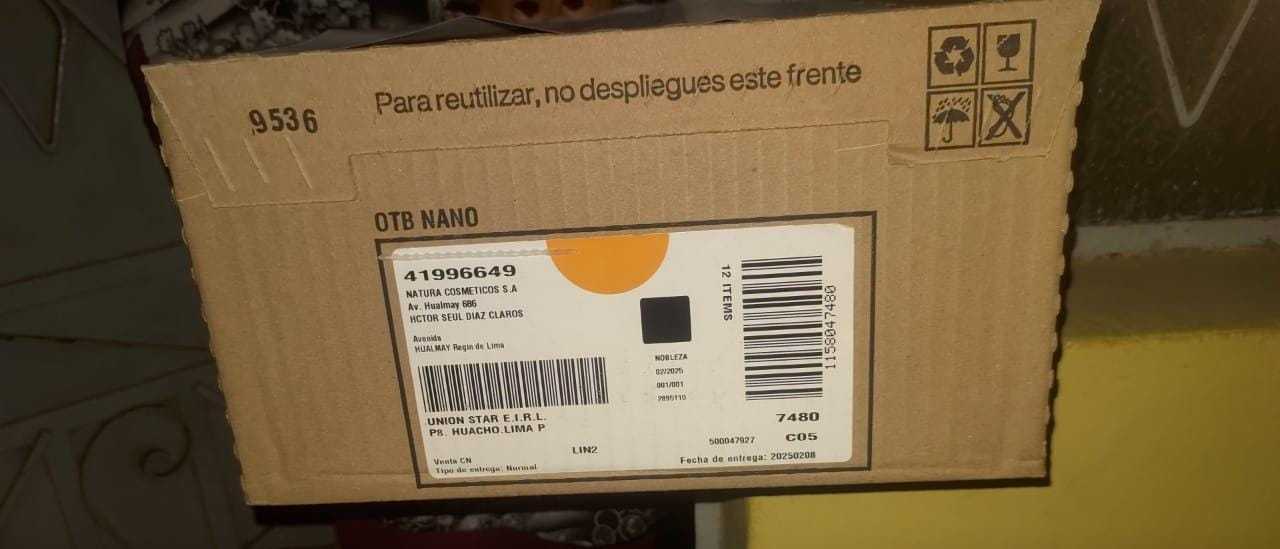 9536
Para reutilizar, no despliegues este frente
OTB NANO
41996649
NATURA COSMETICOS S.A
Av. Hualmay 686
HCTOR SEUL DIAZ CLAROS
Avenida
HUALMAY Regin de Lima
UNION STAR E.I.R.L.
P8. HUACHO.LIMA P
LIN2
Venta CN
Tipo de entrega: Normal
NOBLEZA
02/2025
001/001
2895110
12 ITEMS
1158047480
7480
500047927
C05
Fecha de entrega: 20250208